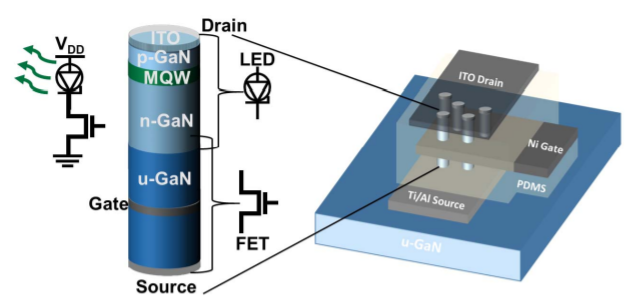 Drain
V_DD
ITO
p-GaN
MQW
LED
n-GaN
u-GaN
Gate
FET
Source
ITO Drain
Ni Gate
PDMS
Ti/Al Source
u-GaN